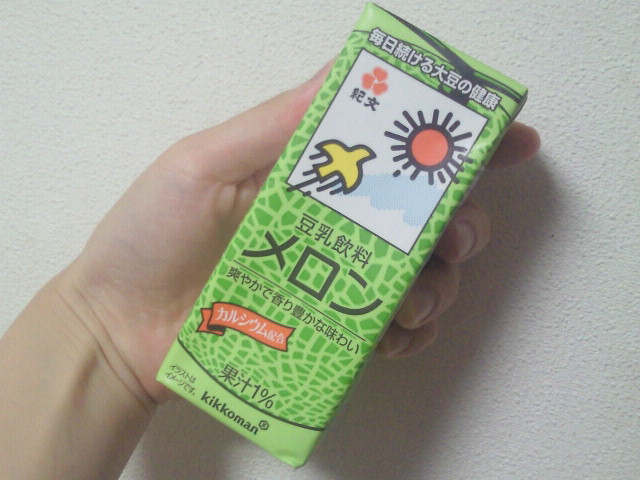 毎日続ける大豆の健康
紀文
豆乳飲料
メロン
爽やかで香り豊かな味わい
カルシウム配合
果汁1%
イラストは
イメージです。
kikkoman®